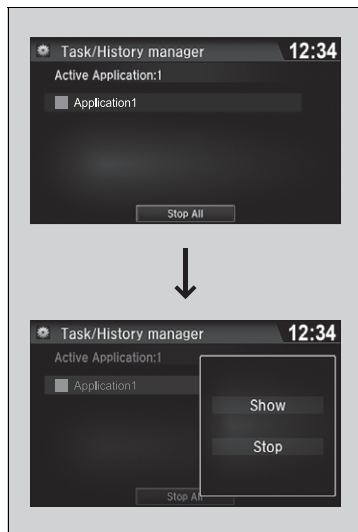 Task/History manager 12:34
Active Application:1
Application1
Stop All
Task/History manager 12:34
Active Application:1
Application1
Show
Stop
Stop Al